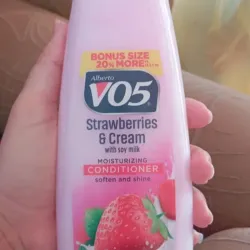 BONUS SIZE
20% MORE
Alberto
VO5
Strawberries
& Cream
with soy milk
MOISTURIZING
CONDITIONER
soften and shine